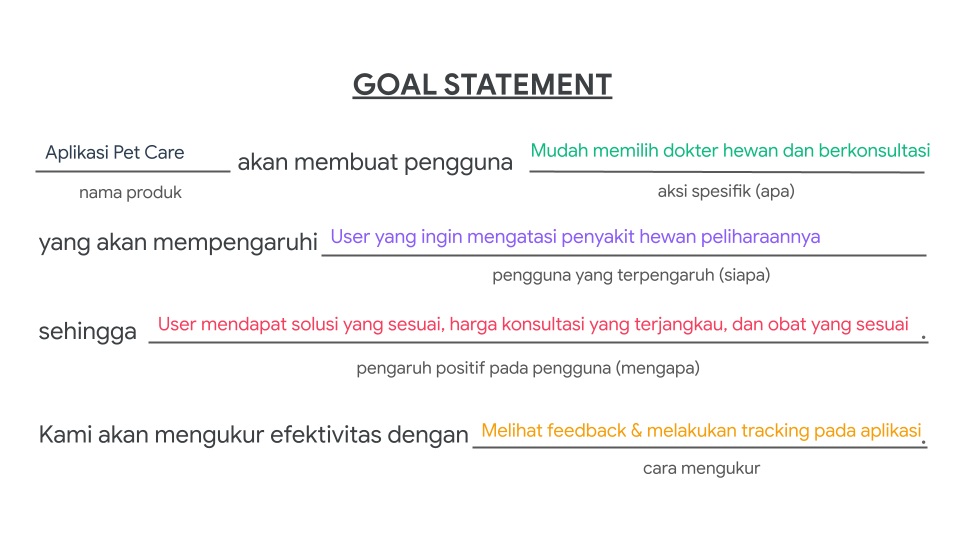 GOAL STATEMENT
Aplikasi Pet Care akan membuat pengguna Mudah memilih dokter hewan dan berkonsultasi
nama produk aksi spesifik (apa)
yang akan mempengaruhi User yang ingin mengatasi penyakit hewan peliharaannya
pengguna yang terpengaruh (siapa)
sehingga User mendapat solusi yang sesuai, harga konsultasi yang terjangkau, dan obat yang sesuai .
pengaruh positif pada pengguna (mengapa)
Kami akan mengukur efektivitas dengan Melihat feedback & melakukan tracking pada aplikasi .
cara mengukur